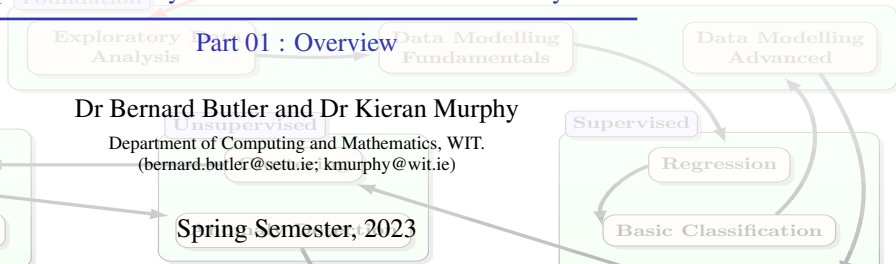 Foundation
Exploratory Data
Analysis
Part 01 : Overview
Data Modelling
Fundamentals
Data Modelling
Advanced
Dr Bernard Butler and Dr Kieran Murphy
Unsupervised
Supervised
Department of Computing and Mathematics, WIT.
(bernard.butler@setu.ie; kmurphy@wit.ie)
Regression
Spring Semester, 2023
Basic Classification